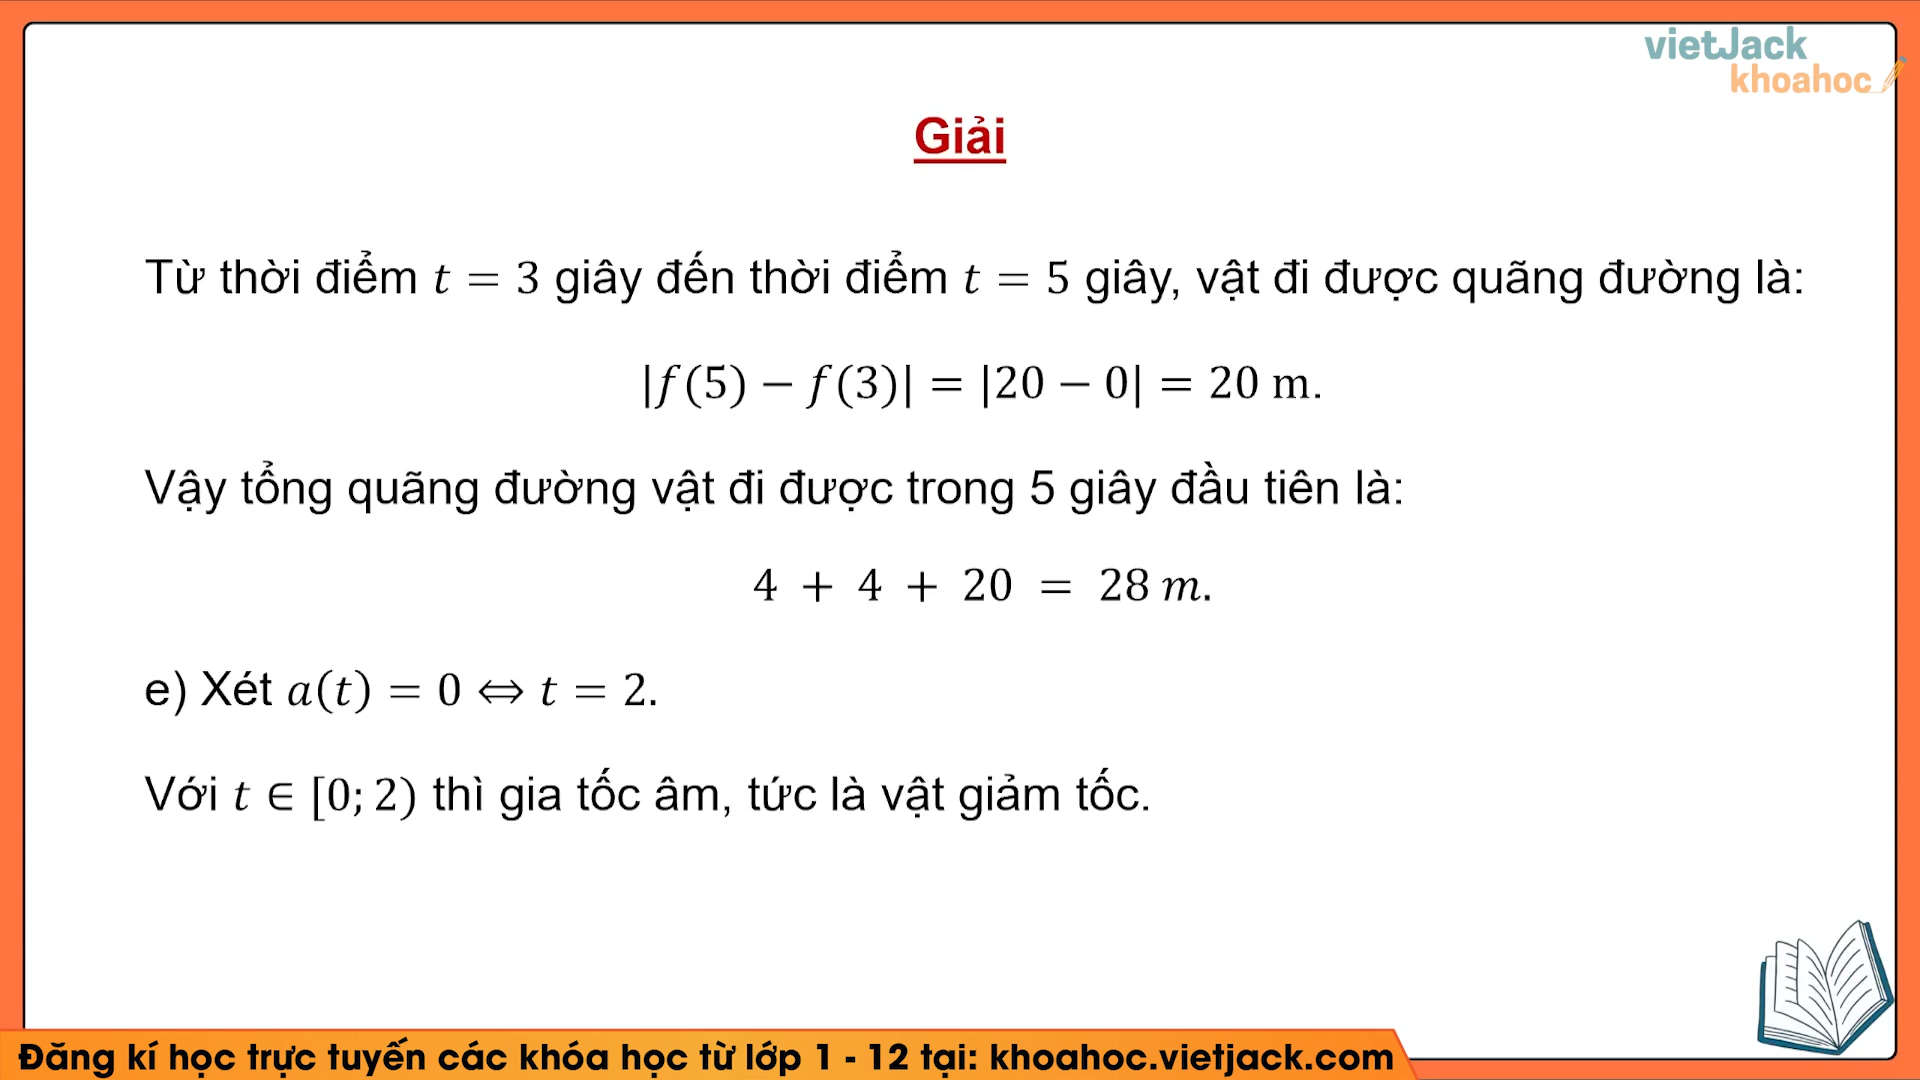 vietJack
khoahoc
Giải
Từ thời điểm t = 3 giây đến thời điểm t = 5 giây, vật đi được quãng đường là:
|f(5) − f(3)| = |20 − 0| = 20 m.
Vậy tổng quãng đường vật đi được trong 5 giây đầu tiên là:
4 + 4 + 20 = 28 m.
e) Xét a(t) = 0 ⇔ t = 2.
Với t ∈ [0; 2) thì gia tốc âm, tức là vật giảm tốc.
Đăng kí học trực tuyến các khóa học từ lớp 1 - 12 tại: khoahoc.vietjack.com